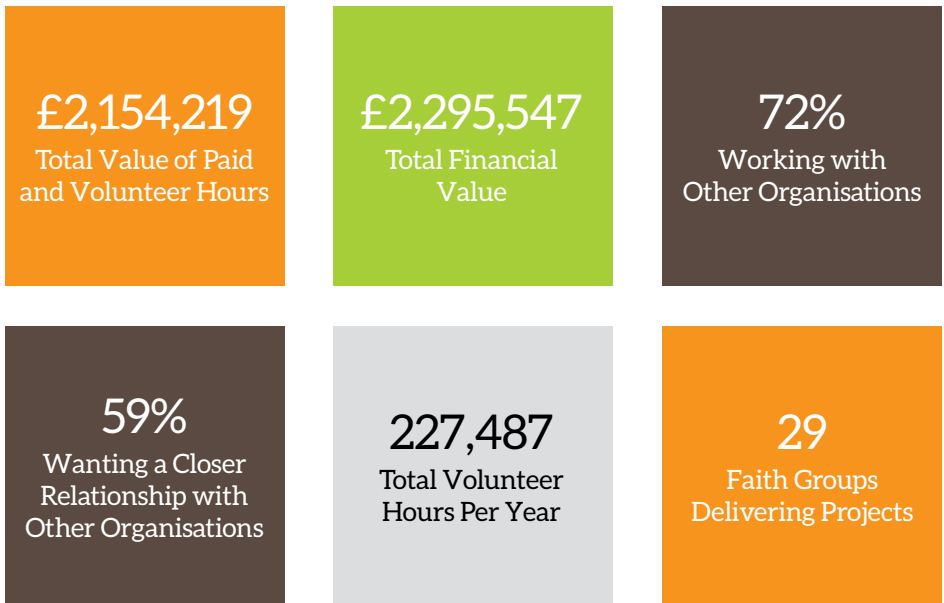 £2,154,219
Total Value of Paid
and Volunteer Hours
£2,295,547
Total Financial
Value
72%
Working with
Other Organisations
59%
Wanting a Closer
Relationship with
Other Organisations
227,487
Total Volunteer
Hours Per Year
29
Faith Groups
Delivering Projects